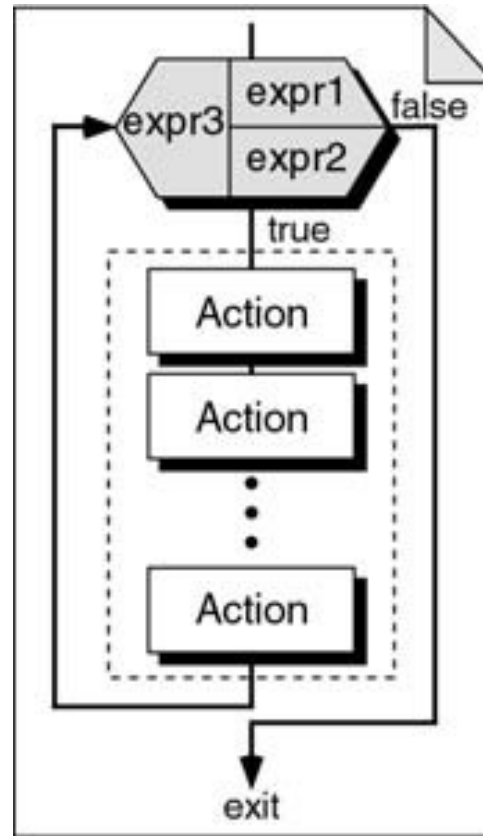 expr1
expr3
expr2
false
true
Action
Action
Action
exit